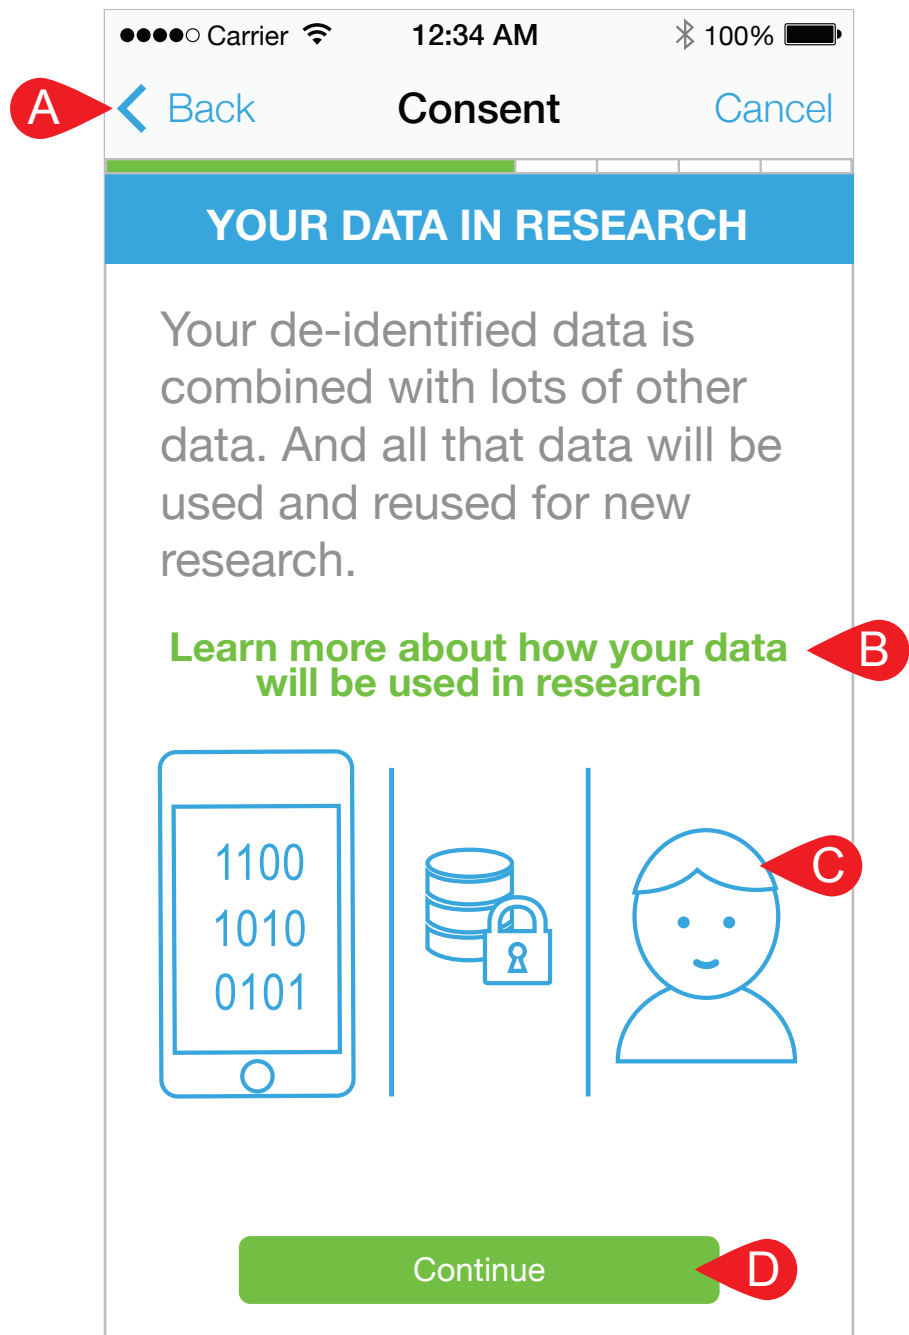 Carrier 12:34 AM 100%
A Back Consent Cancel
YOUR DATA IN RESEARCH
Your de-identified data is
combined with lots of other
data. And all that data will be
used and reused for new
research.
Learn more about how your data
will be used in research
B
1100
1010
0101
C
Continue D